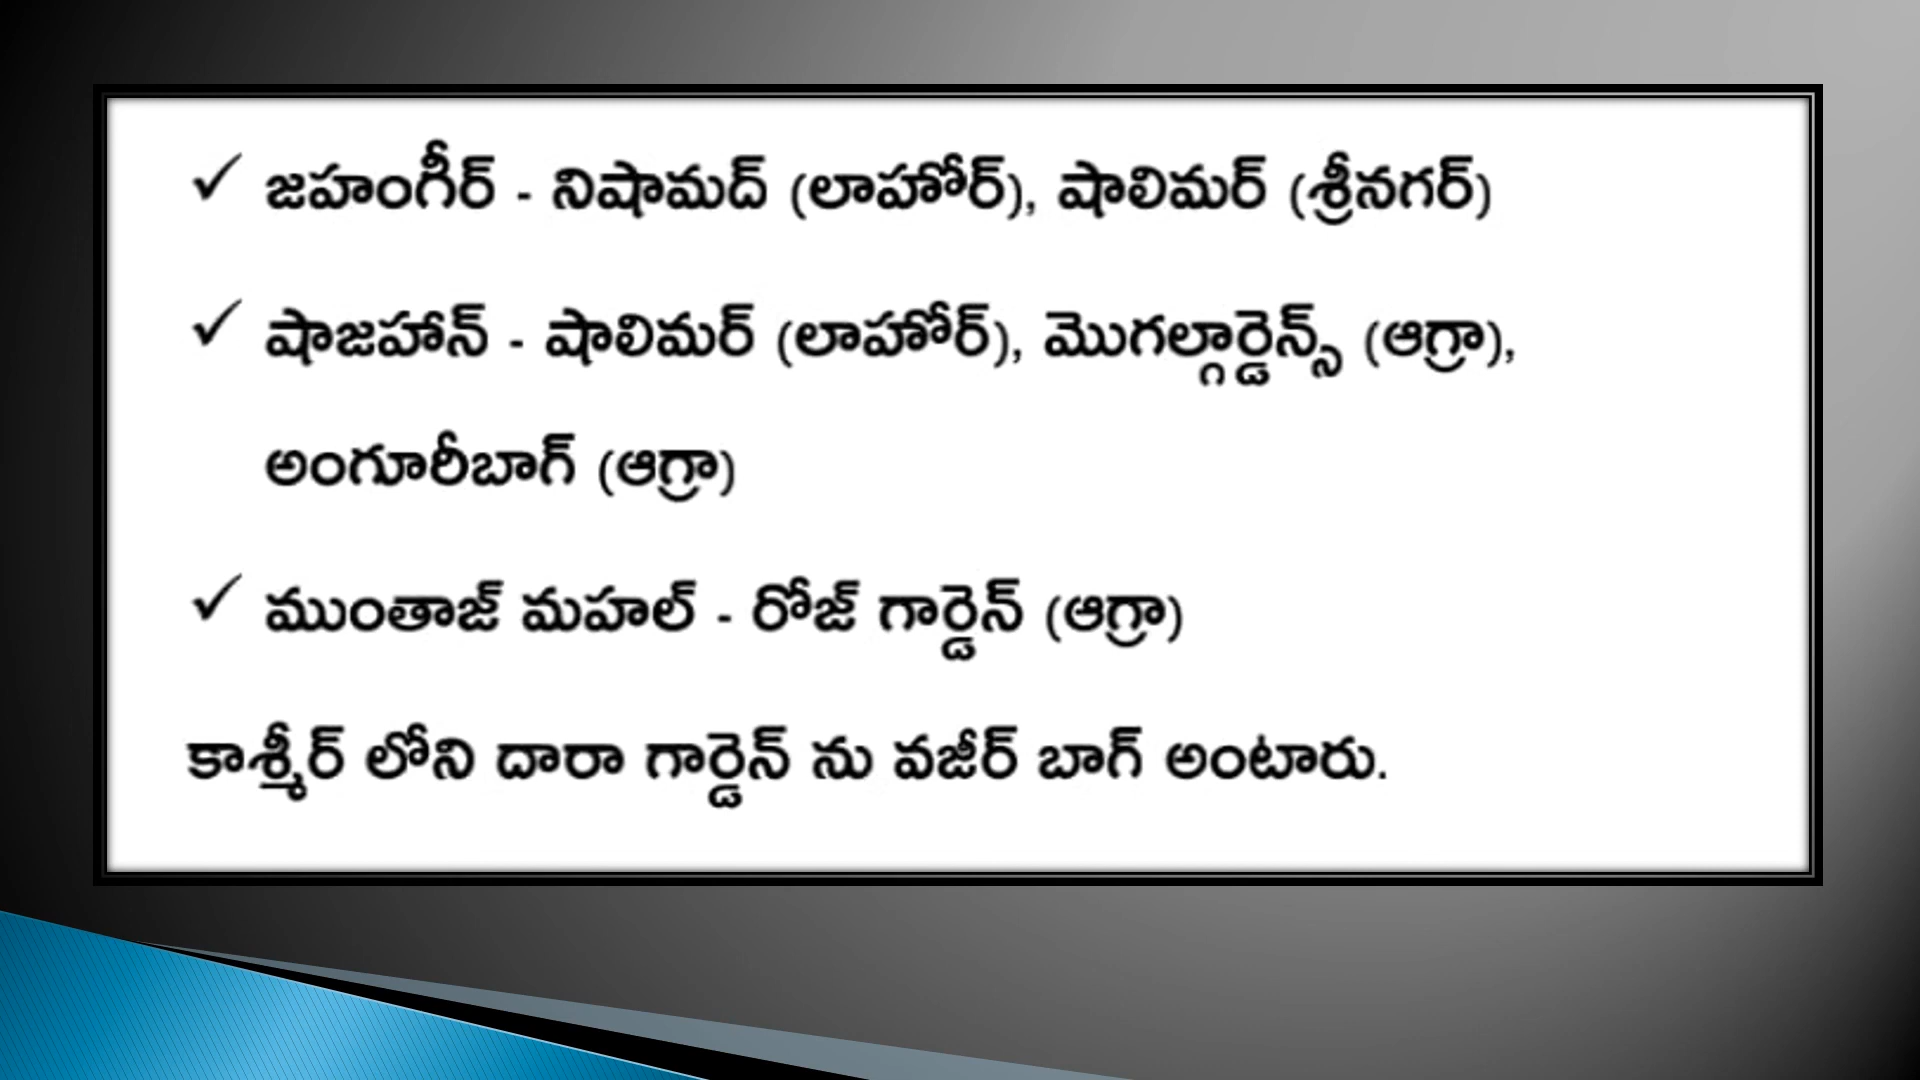 ✓ జహంగీర్ - నిషామద్ (లాహోర్), షాలిమర్ (శ్రీనగర్)
✓ షాజహాన్ - షాలిమర్ (లాహోర్), మొగల్గార్డెన్స్ (ఆగ్రా),
అంగూరీబాగ్ (ఆగ్రా)
✓ ముంతాజ్ మహల్ - రోజ్ గార్డెన్ (ఆగ్రా)
కాశ్మీర్ లోని దారా గార్డెన్ ను వజీర్ బాగ్ అంటారు.